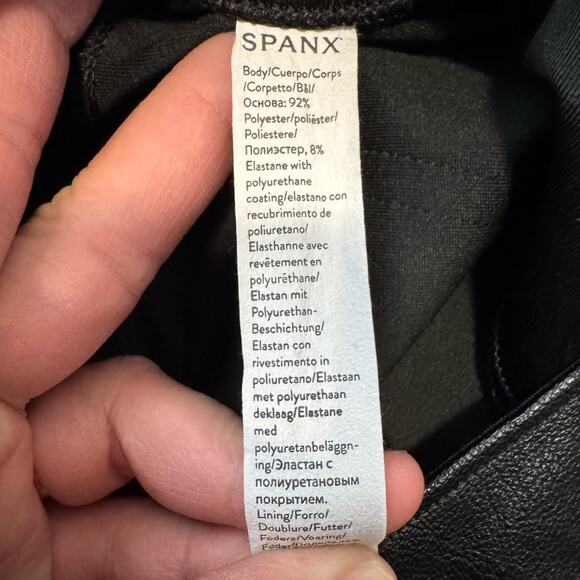 SPANX
Body/Cuerpo/Corps
/Corpetto/Bål/
Основа: 92%
Polyester/poliéster/
Poliestere/
Полиэстер, 8%
Elastane with
polyurethane
coating/elastano con
recubrimiento de
poliuretano/
Elasthanne avec
revêtement en
polyuréthane/
Elastan mit
Polyurethan-
Beschichtung/
Elastan con
rivestimento in
poliuretano/Elastaan
met polyurethaan
deklaag/Elastane
med
polyuretanbeläggn-
ing/Эластан с
полиуретановым
покрытием.
Lining/Forro/
Doublure/Futter/
Fodera/Voering/